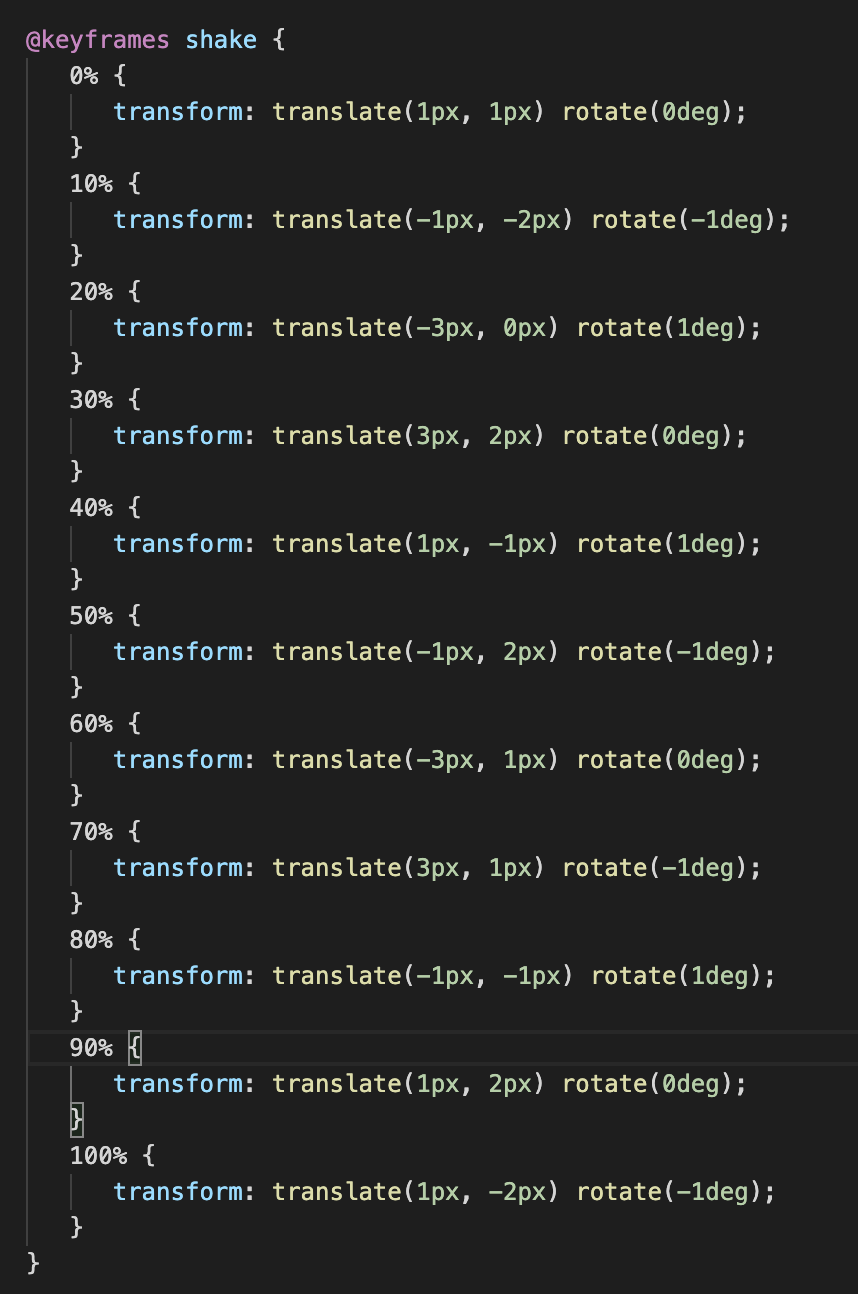 @keyframes shake {
0% {
transform: translate(1px, 1px) rotate(0deg);
}
10% {
transform: translate(-1px, -2px) rotate(-1deg);
}
20% {
transform: translate(-3px, 0px) rotate(1deg);
}
30% {
transform: translate(3px, 2px) rotate(0deg);
}
40% {
transform: translate(1px, -1px) rotate(1deg);
}
50% {
transform: translate(-1px, 2px) rotate(-1deg);
}
60% {
transform: translate(-3px, 1px) rotate(0deg);
}
70% {
transform: translate(3px, 1px) rotate(-1deg);
}
80% {
transform: translate(-1px, -1px) rotate(1deg);
}
90% {
transform: translate(1px, 2px) rotate(0deg);
}
100% {
transform: translate(1px, -2px) rotate(-1deg);
}
}